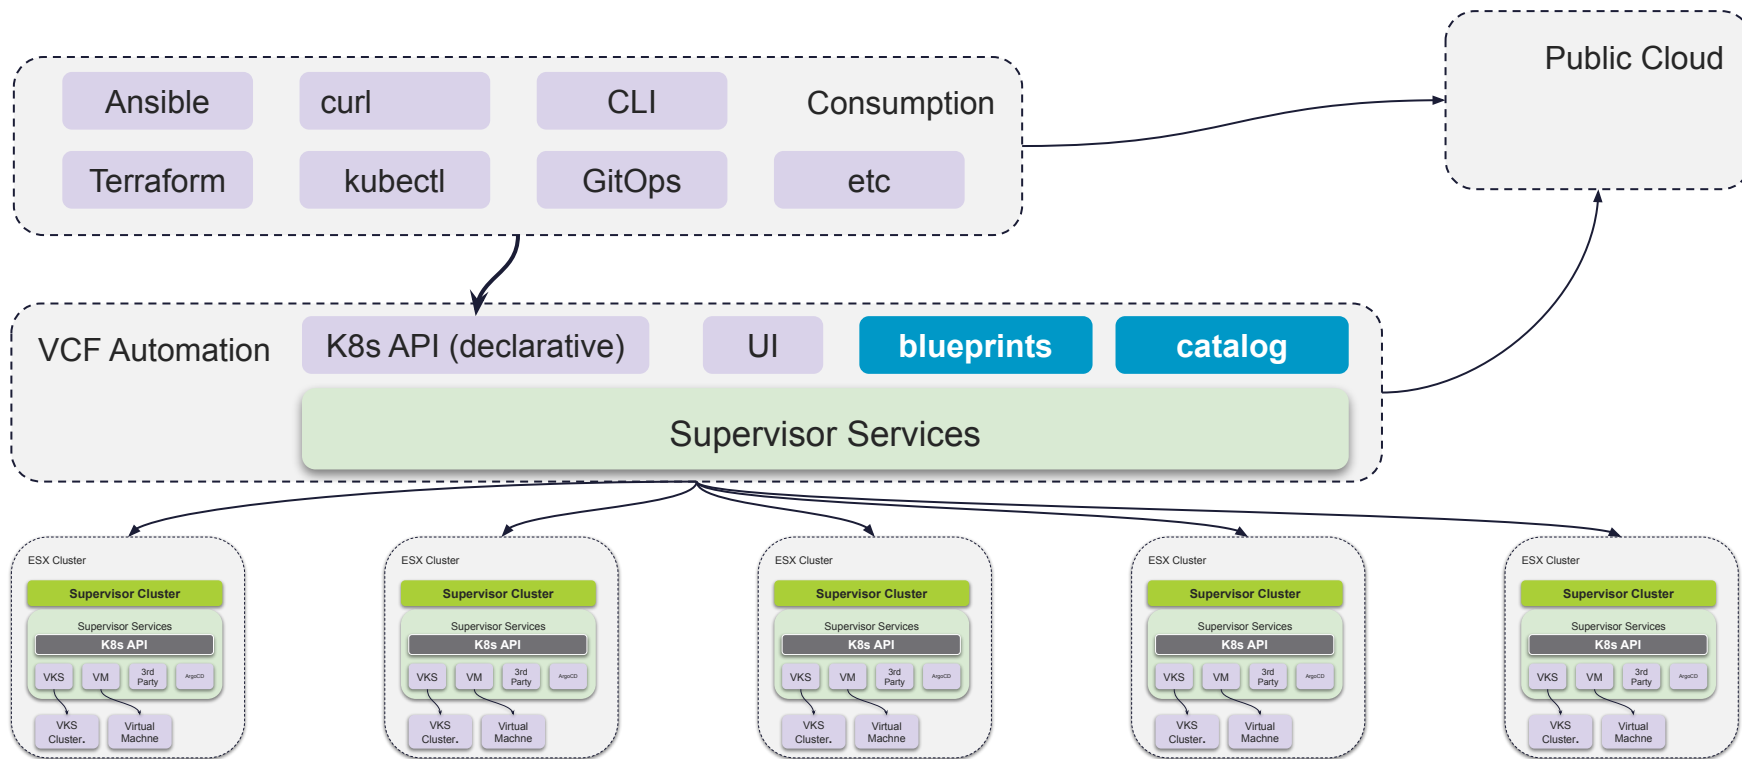 Public Cloud
Ansible
curl
CLI
Consumption
Terraform
kubectl
GitOps
etc
VCF Automation
K8s API (declarative)
UI
blueprints
catalog
Supervisor Services
ESX Cluster
Supervisor Cluster
Supervisor Services
K8s API
VKS
VM
3rd
Party
ArgoCD
VKS
Cluster.
Virtual
Machne
ESX Cluster
Supervisor Cluster
Supervisor Services
K8s API
VKS
VM
3rd
Party
ArgoCD
VKS
Cluster.
Virtual
Machne
ESX Cluster
Supervisor Cluster
Supervisor Services
K8s API
VKS
VM
3rd
Party
ArgoCD
VKS
Cluster.
Virtual
Machne
ESX Cluster
Supervisor Cluster
Supervisor Services
K8s API
VKS
VM
3rd
Party
ArgoCD
VKS
Cluster.
Virtual
Machne
ESX Cluster
Supervisor Cluster
Supervisor Services
K8s API
VKS
VM
3rd
Party
ArgoCD
VKS
Cluster.
Virtual
Machne